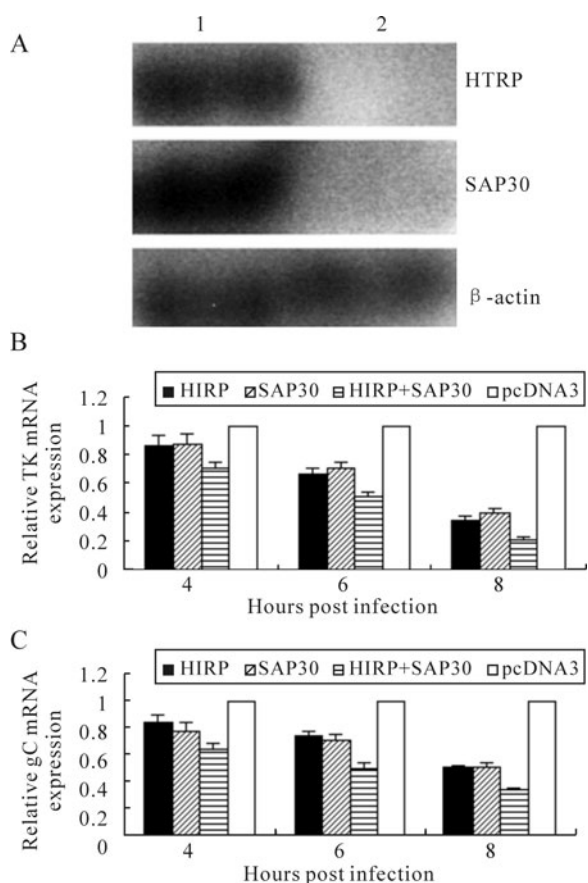 A
1 2
HTRP
SAP30
β-actin
B
HIRP SAP30 HIRP+SAP30 pcDNA3
Relative TK mRNA
expression
1.2
1
0.8
0.6
0.4
0.2
0
4 6 8
Hours post infection
C
HIRP SAP30 HIRP+SAP30 pcDNA3
Relative gC mRNA
expression
1.2
1
0.8
0.6
0.4
0.2
0
4 6 8
Hours post infection